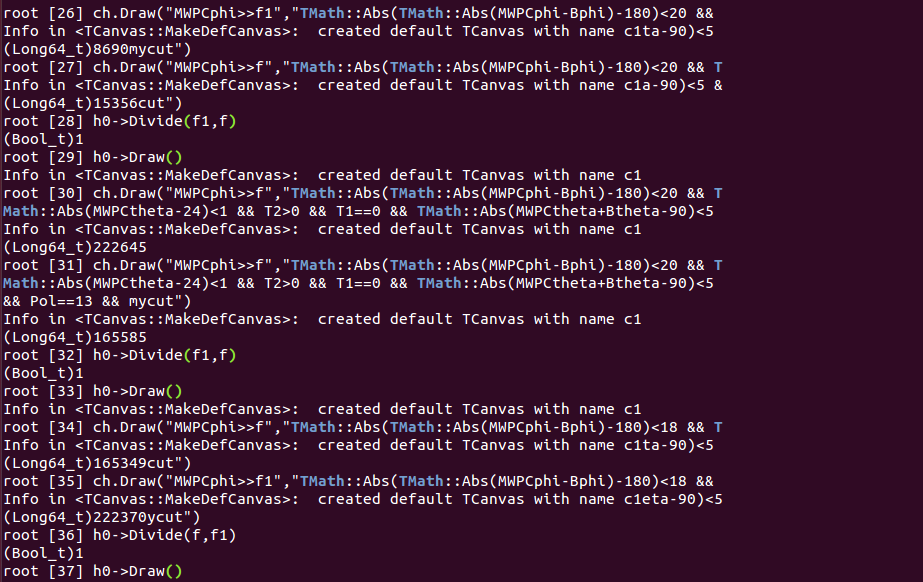 root [26] ch.Draw("MWPCphi>>f1","TMath::Abs(TMath::Abs(MWPCphi-Bphi)-180)<20 &&
Info in <TCanvas::MakeDefCanvas>:  created default TCanvas with name c1ta-90)<5
(Long64_t)8690mycut")
root [27] ch.Draw("MWPCphi>>f","TMath::Abs(TMath::Abs(MWPCphi-Bphi)-180)<20 && T
Info in <TCanvas::MakeDefCanvas>:  created default TCanvas with name c1a-90)<5 &
(Long64_t)15356cut")
root [28] h0->Divide(f1,f)
(Bool_t)1
root [29] h0->Draw()
Info in <TCanvas::MakeDefCanvas>:  created default TCanvas with name c1
root [30] ch.Draw("MWPCphi>>f","TMath::Abs(TMath::Abs(MWPCphi-Bphi)-180)<20 && T
Math::Abs(MWPCtheta-24)<1 && T2>0 && T1==0 && TMath::Abs(MWPCtheta+Btheta-90)<5
Info in <TCanvas::MakeDefCanvas>:  created default TCanvas with name c1
(Long64_t)222645
root [31] ch.Draw("MWPCphi>>f","TMath::Abs(TMath::Abs(MWPCphi-Bphi)-180)<20 && T
Math::Abs(MWPCtheta-24)<1 && T2>0 && T1==0 && TMath::Abs(MWPCtheta+Btheta-90)<5
&& Pol==13 && mycut")
Info in <TCanvas::MakeDefCanvas>:  created default TCanvas with name c1
(Long64_t)165585
root [32] h0->Divide(f1,f)
(Bool_t)1
root [33] h0->Draw()
Info in <TCanvas::MakeDefCanvas>:  created default TCanvas with name c1
root [34] ch.Draw("MWPCphi>>f","TMath::Abs(TMath::Abs(MWPCphi-Bphi)-180)<18 && T
Info in <TCanvas::MakeDefCanvas>:  created default TCanvas with name c1ta-90)<5
(Long64_t)165349cut")
root [35] ch.Draw("MWPCphi>>f1","TMath::Abs(TMath::Abs(MWPCphi-Bphi)-180)<18 &&
Info in <TCanvas::MakeDefCanvas>:  created default TCanvas with name c1eta-90)<5
(Long64_t)222370ycut")
root [36] h0->Divide(f,f1)
(Bool_t)1
root [37] h0->Draw()